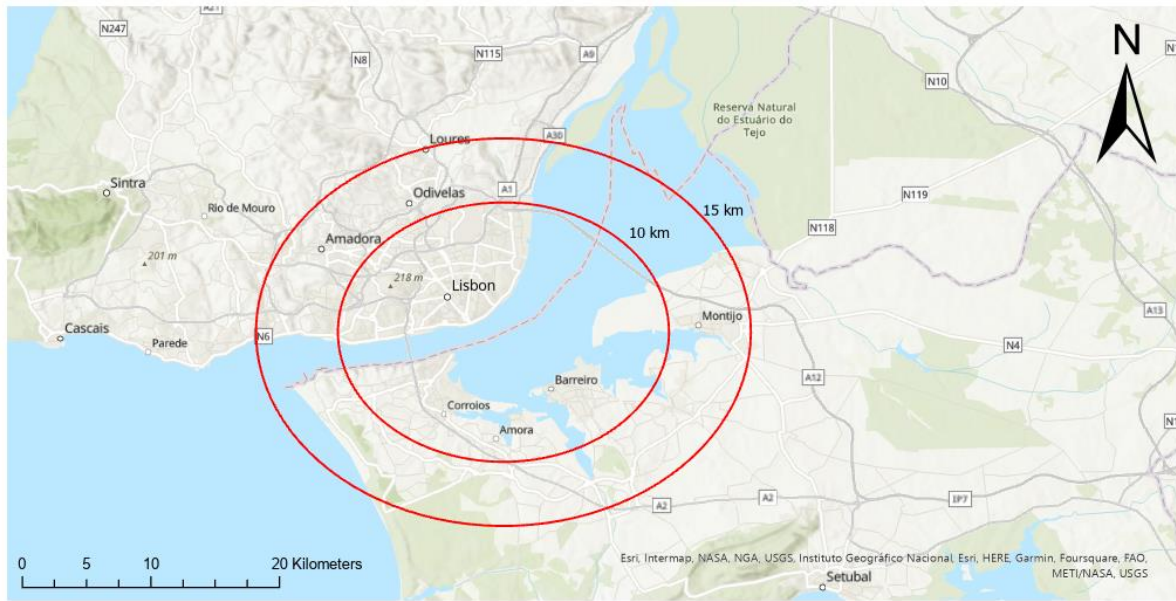 N247
A21
N8
N115
A9
N1
N10
N
Reserva Natural
do Estuário do
Tejo
A30
Loures
Sintra
A1
Odivelas
N119
Rio de Mouro
15 km
N118
10 km
Amadora
201 m
218 m
Lisbon
A13
Montijo
Cascais
N6
Parede
N4
A12
Barreiro
Corroios
Amora
N1
A2
A2
IP7
0 5 10 20 Kilometers
Esri, Intermap, NASA, NGA, USGS, Instituto Geográfico Nacional, Esri, HERE, Garmin, Foursquare, FAO,
METI/NASA, USGS
Setubal